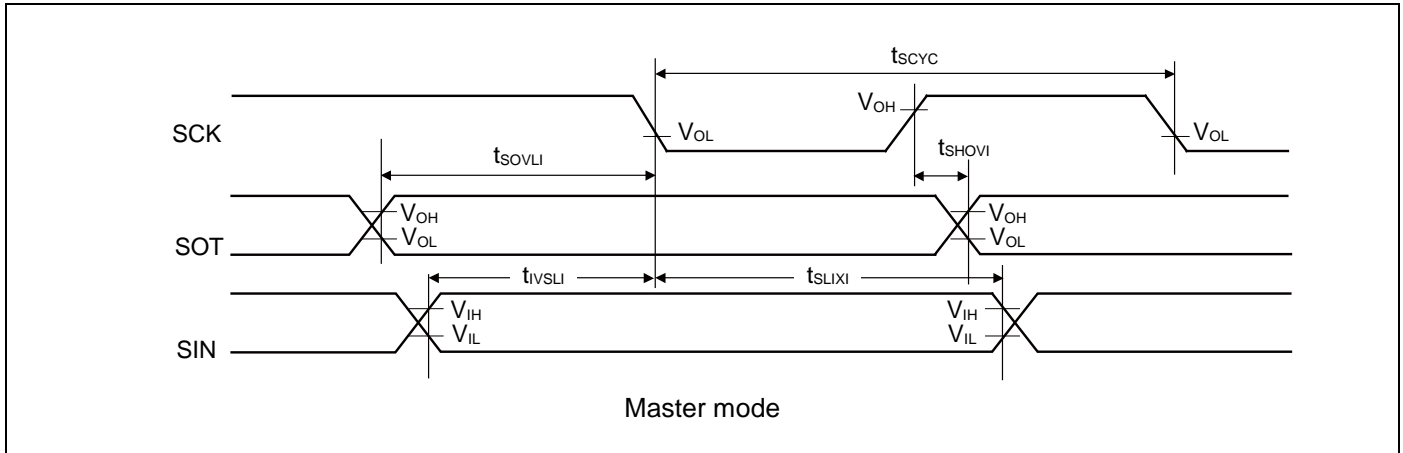 tSCYC
SCK
VOH
VOL
VOL
tSOVLI
tSHOVI
SOT
VOH
VOL
VOH
VOL
tIVSLI
tSLIXI
SIN
VIH
VIL
VIH
VIL
Master mode